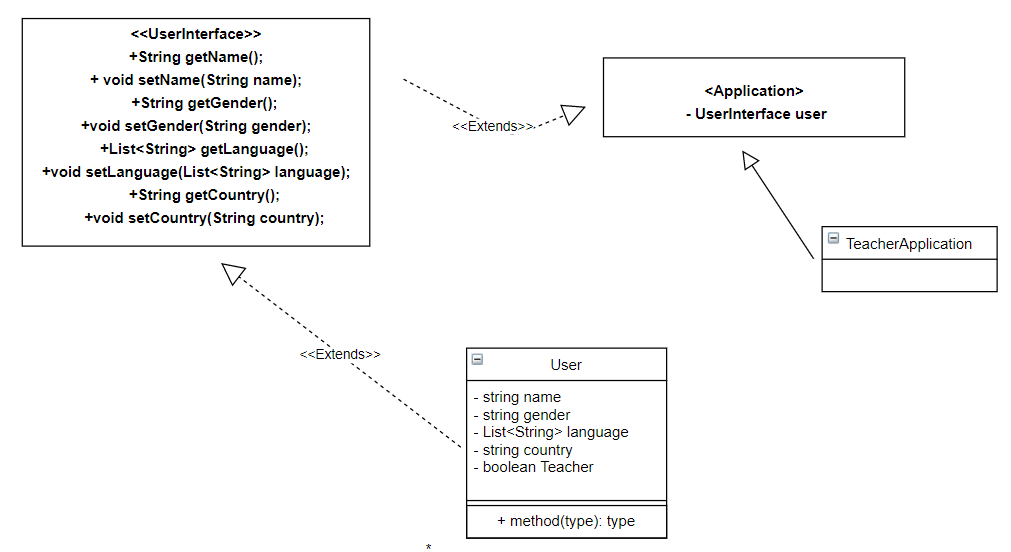 <<UserInterface>>
+String getName();
+ void setName(String name);
+String getGender();
+void setGender(String gender);
+List<String> getLanguage();
+void setLanguage(List<String> language);
+String getCountry();
+void setCountry(String country);
<<Extends>>
<Application>
- UserInterface user
TeacherApplication
<<Extends>>
User
- string name
- string gender
- List<String> language
- string country
- boolean Teacher
+ method(type): type
*